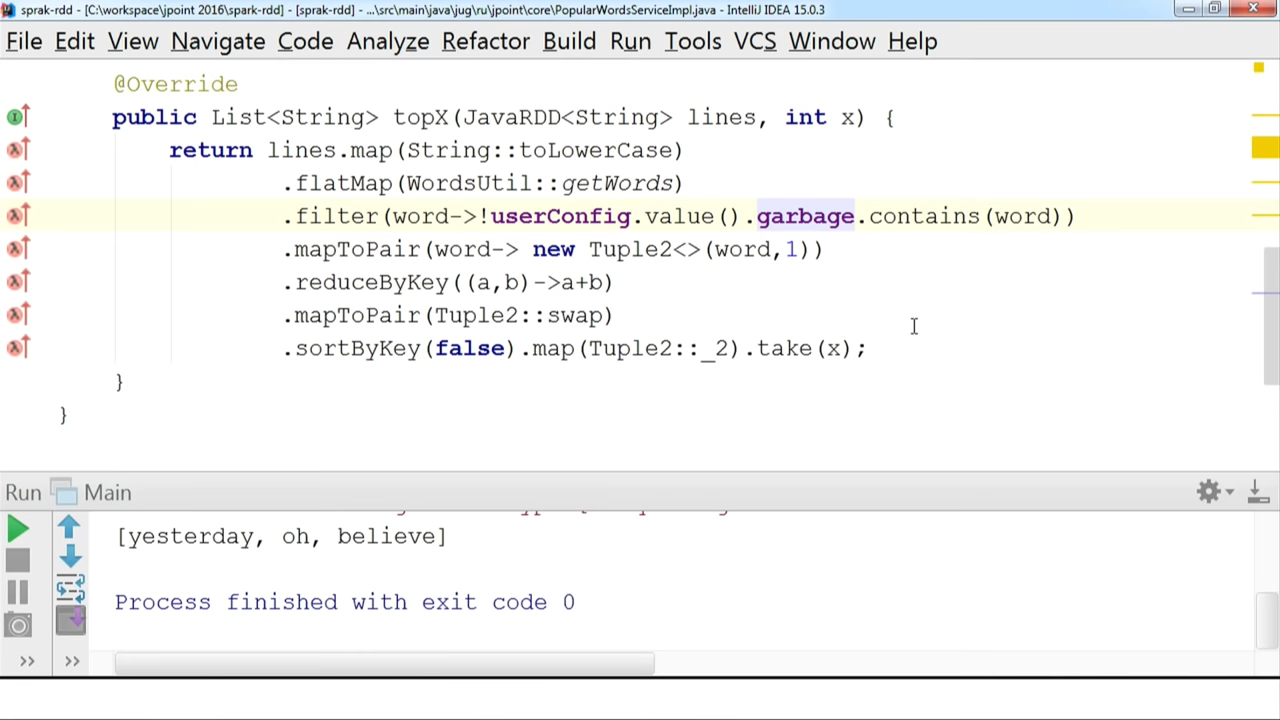 sprak-rdd - [C:\workspace\jpoint 2016\spark-rdd] - [sprak-rdd] - ...\src\main\java\jug\ru\jpoint\core\PopularWordsServiceImpl.java - IntelliJ IDEA 15.0.3
File Edit View Navigate Code Analyze Refactor Build Run Tools VCS Window Help
@Override
public List<String> topX(JavaRDD<String> lines, int x) {
return lines.map(String::toLowerCase)
.flatMap(WordsUtil::getWords)
.filter(word->!userConfig.value().garbage.contains(word))
.mapToPair(word-> new Tuple2<>(word,1))
.reduceByKey((a,b)->a+b)
.mapToPair(Tuple2::swap)
.sortByKey(false).map(Tuple2::_2).take(x);
}
}
Run Main
[yesterday, oh, believe]
Process finished with exit code 0